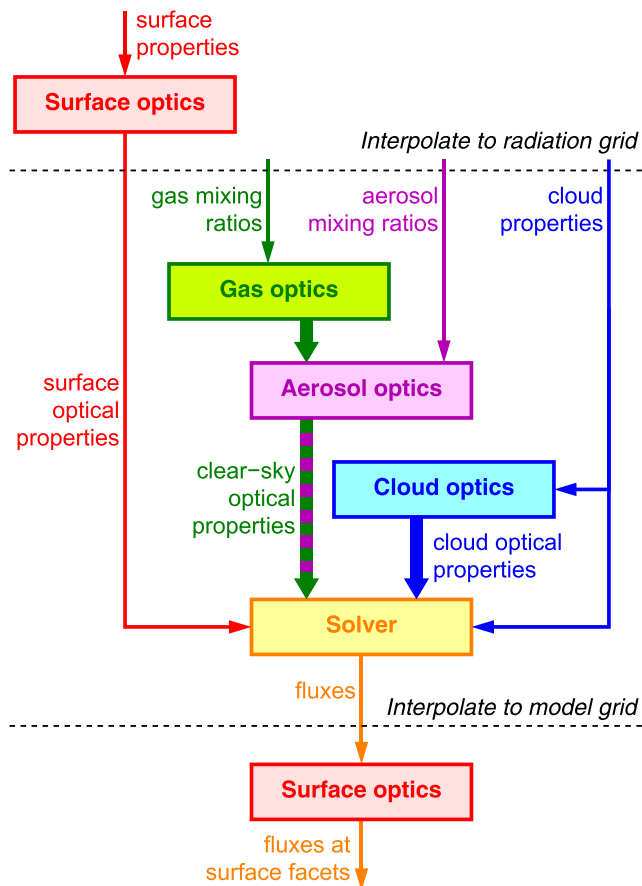 surface
properties
Surface optics
Interpolate to radiation grid
gas mixing
ratios
aerosol
mixing ratios
cloud
properties
Gas optics
surface
optical
properties
Aerosol optics
clear−sky
optical
properties
Cloud optics
cloud optical
properties
Solver
fluxes
Interpolate to model grid
Surface optics
fluxes at
surface facets